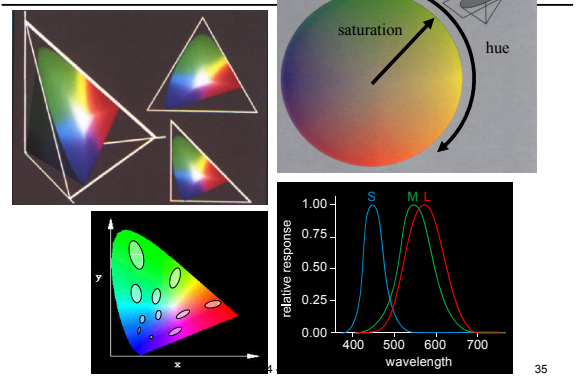 saturation
hue
y
x
S M L
1.00
0.75
0.50
0.25
0.00
relative response
400 500 600 700
wavelength
4
35